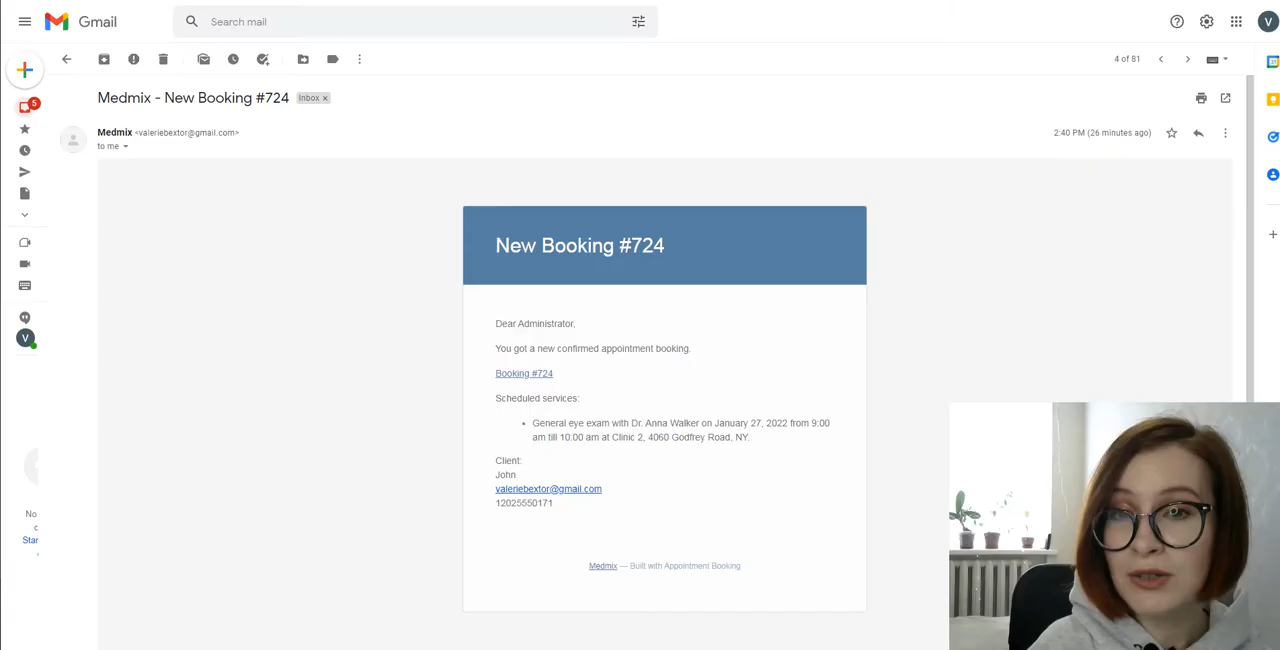 Gmail
Search mail
V
4 of 81
5
Medmix - New Booking #724
Inbox x
Medmix <valeriebextor@gmail.com>
2:40 PM (26 minutes ago)
to me
New Booking #724
Dear Administrator,
You got a new confirmed appointment booking.
Booking #724
Scheduled services:
• General eye exam with Dr. Anna Walker on January 27, 2022 from 9:00
am till 10:00 am at Clinic 2, 4060 Godfrey Road, NY.
Client:
John
valeriebextor@gmail.com
12025550171
Medmix — Built with Appointment Booking
V
No
c
Star